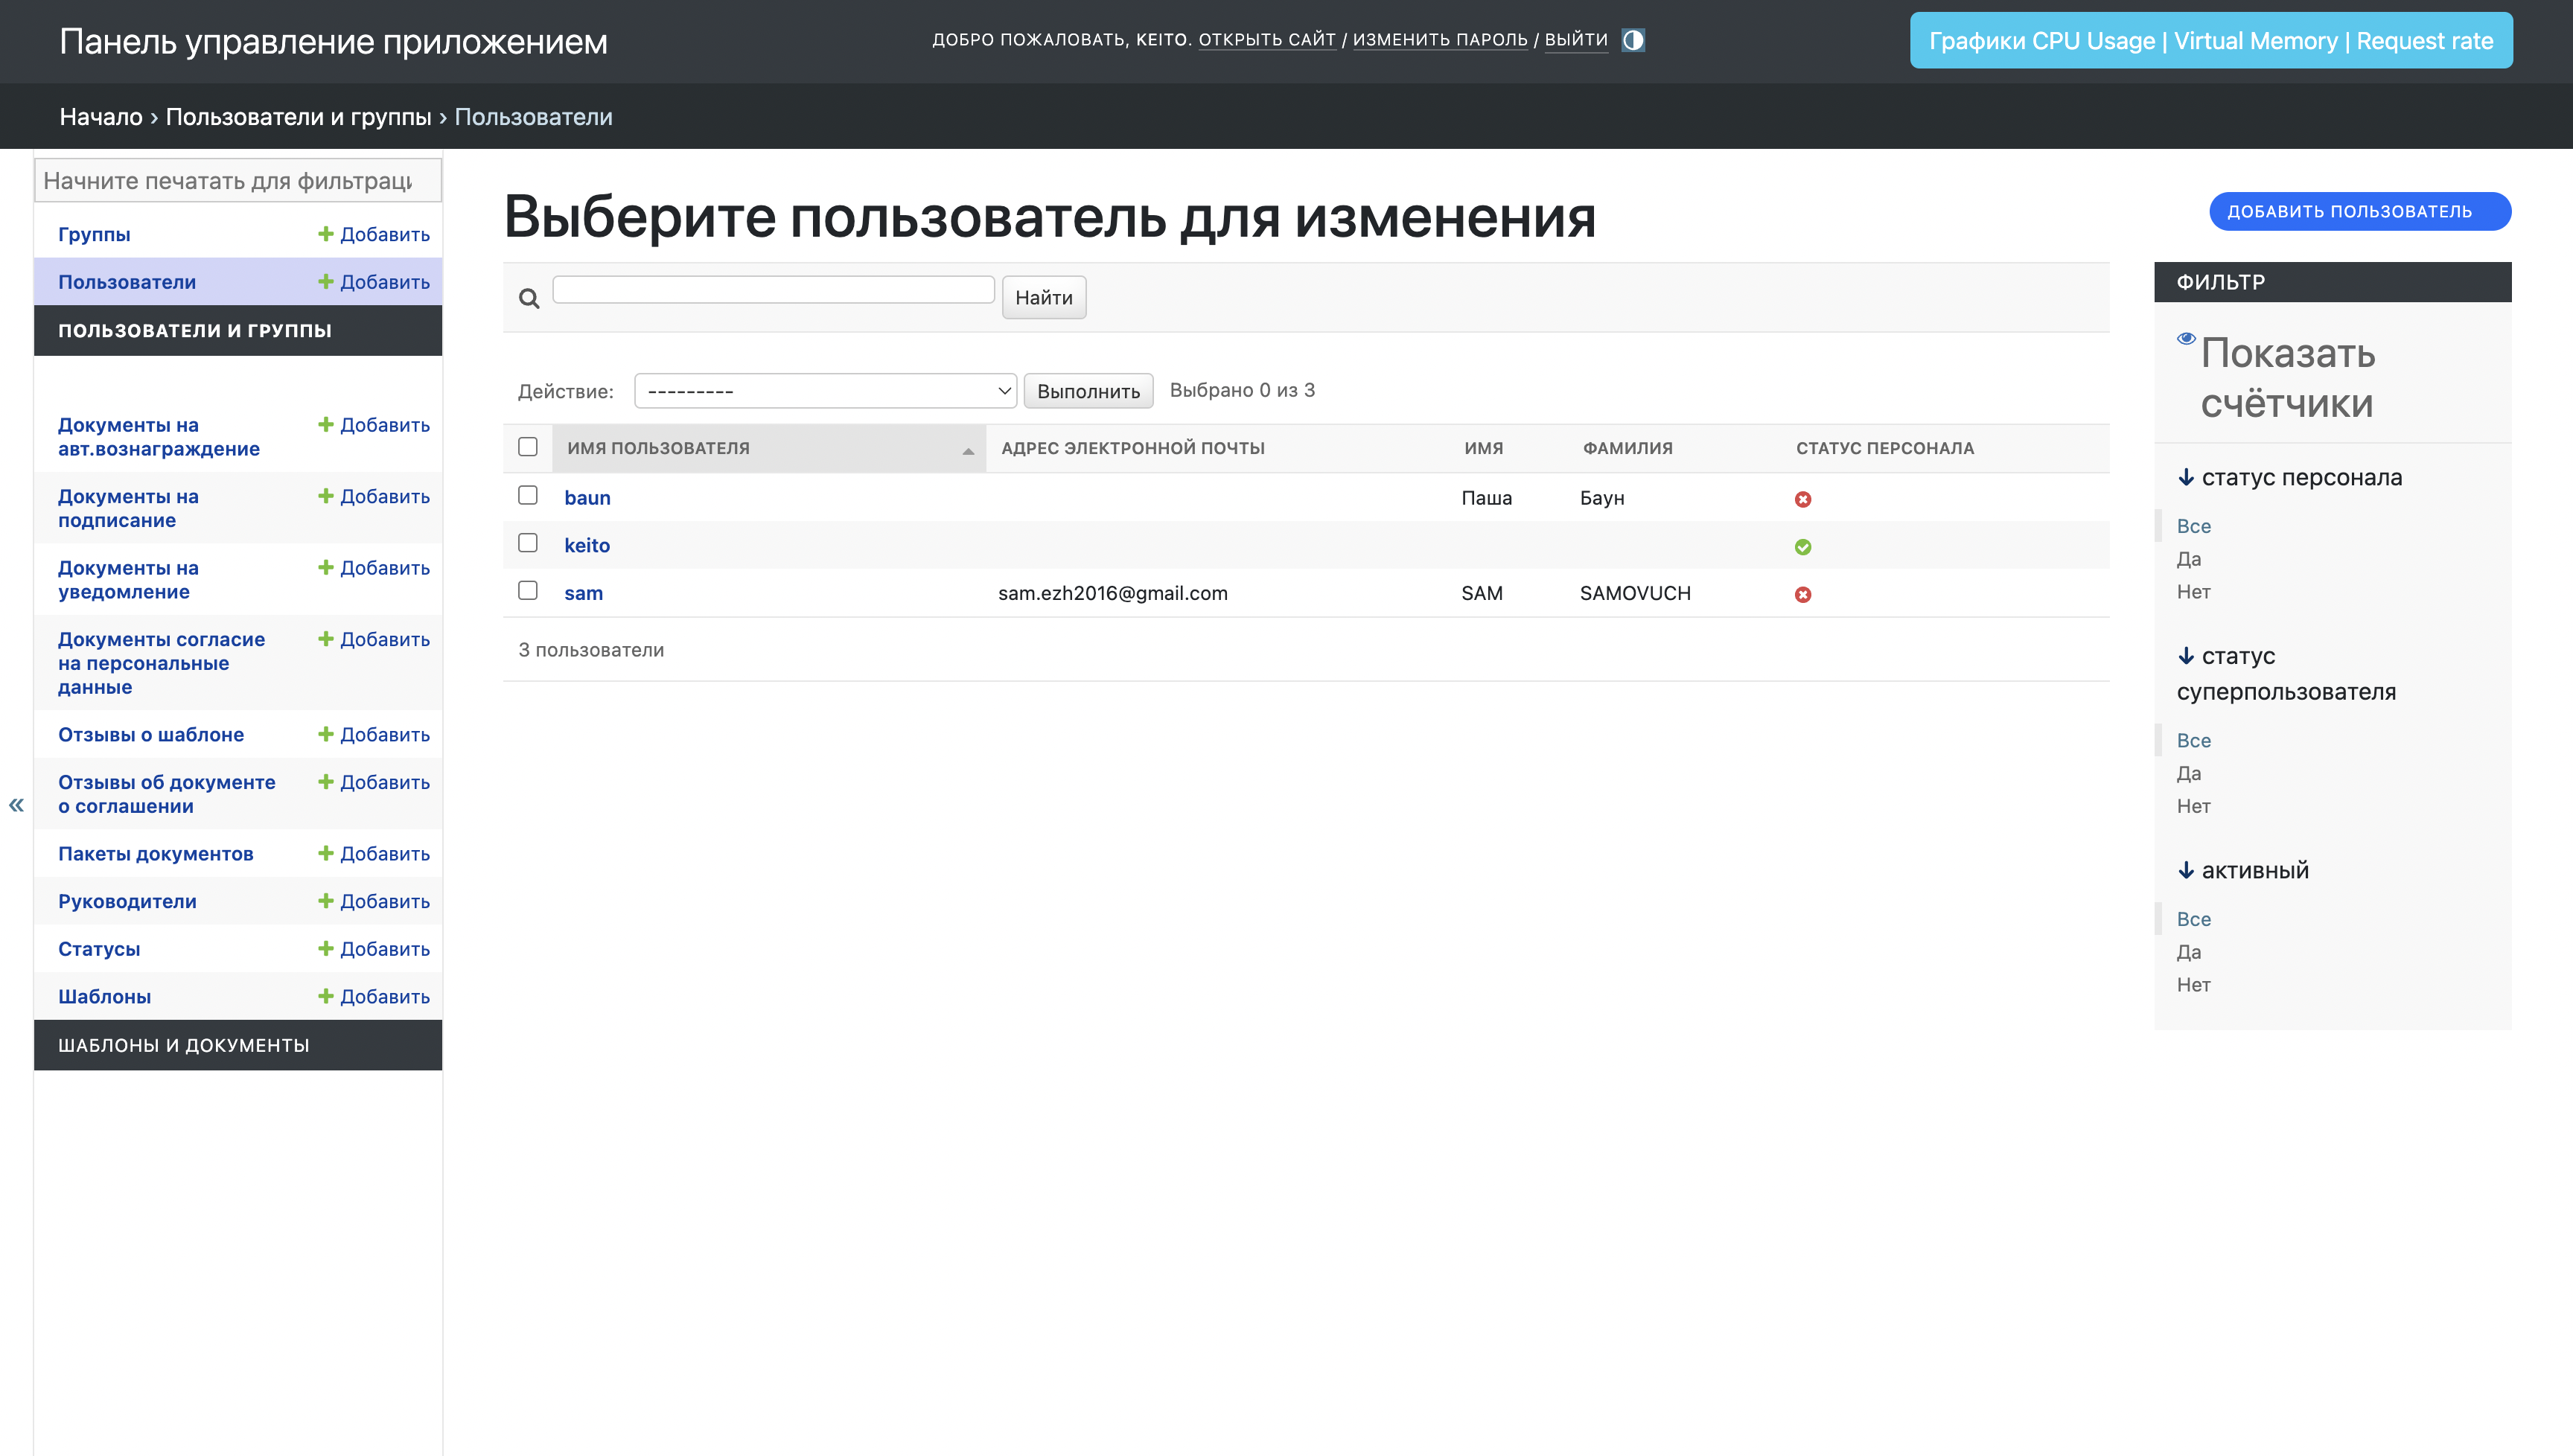 Панель управление приложением
ДОБРО ПОЖАЛОВАТЬ, KEITO. ОТКРЫТЬ САЙТ / ИЗМЕНИТЬ ПАРОЛЬ / ВЫЙТИ
Графики CPU Usage | Virtual Memory | Request rate
Начало › Пользователи и группы › Пользователи
Начните печатать для фильтраци
Группы
Добавить
Пользователи
Добавить
ПОЛЬЗОВАТЕЛИ И ГРУППЫ
Документы на
авт.вознаграждение
Добавить
Документы на
подписание
Добавить
Документы на
уведомление
Добавить
Документы согласие
на персональные
данные
Добавить
Отзывы о шаблоне
Добавить
Отзывы об документе
о соглашении
Добавить
Пакеты документов
Добавить
Руководители
Добавить
Статусы
Добавить
Шаблоны
Добавить
ШАБЛОНЫ И ДОКУМЕНТЫ
«
Выберите пользователь для изменения
ДОБАВИТЬ ПОЛЬЗОВАТЕЛЬ
Найти
Действие: --------- Выполнить Выбрано 0 из 3
ИМЯ ПОЛЬЗОВАТЕЛЯ АДРЕС ЭЛЕКТРОННОЙ ПОЧТЫ ИМЯ ФАМИЛИЯ СТАТУС ПЕРСОНАЛА
baun Паша Баун
keito
sam sam.ezh2016@gmail.com SAM SAMOVUCH
3 пользователи
ФИЛЬТР
Показать
счётчики
статус персонала
Все
Да
Нет
статус
суперпользователя
Все
Да
Нет
активный
Все
Да
Нет